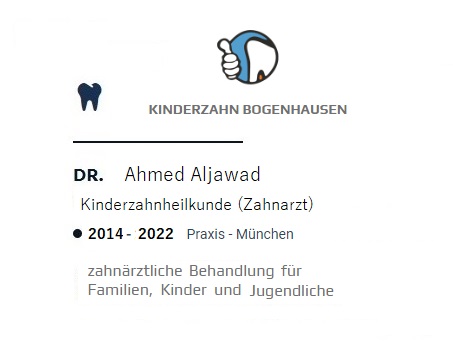 KINDERZAHN BOGENHAUSEN
DR. Ahmed Aljawad
Kinderzahnheilkunde (Zahnarzt)
2014 - 2022 Praxis - München
zahnärztliche Behandlung für
Familien, Kinder und Jugendliche